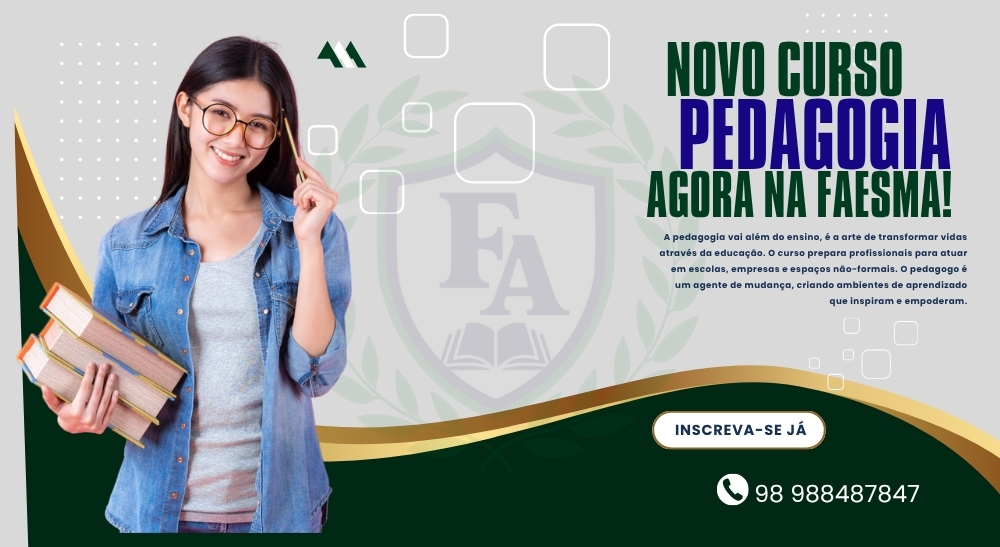 NOVO CURSO
PEDAGOGIA
AGORA NA FAESMA!
A pedagogia vai além do ensino, é a arte de transformar vidas
através da educação. O curso prepara profissionais para atuar
em escolas, empresas e espaços não-formais. O pedagogo é
um agente de mudança, criando ambientes de aprendizado
que inspiram e empoderam.
FA
INSCREVA-SE JÁ
98 988487847